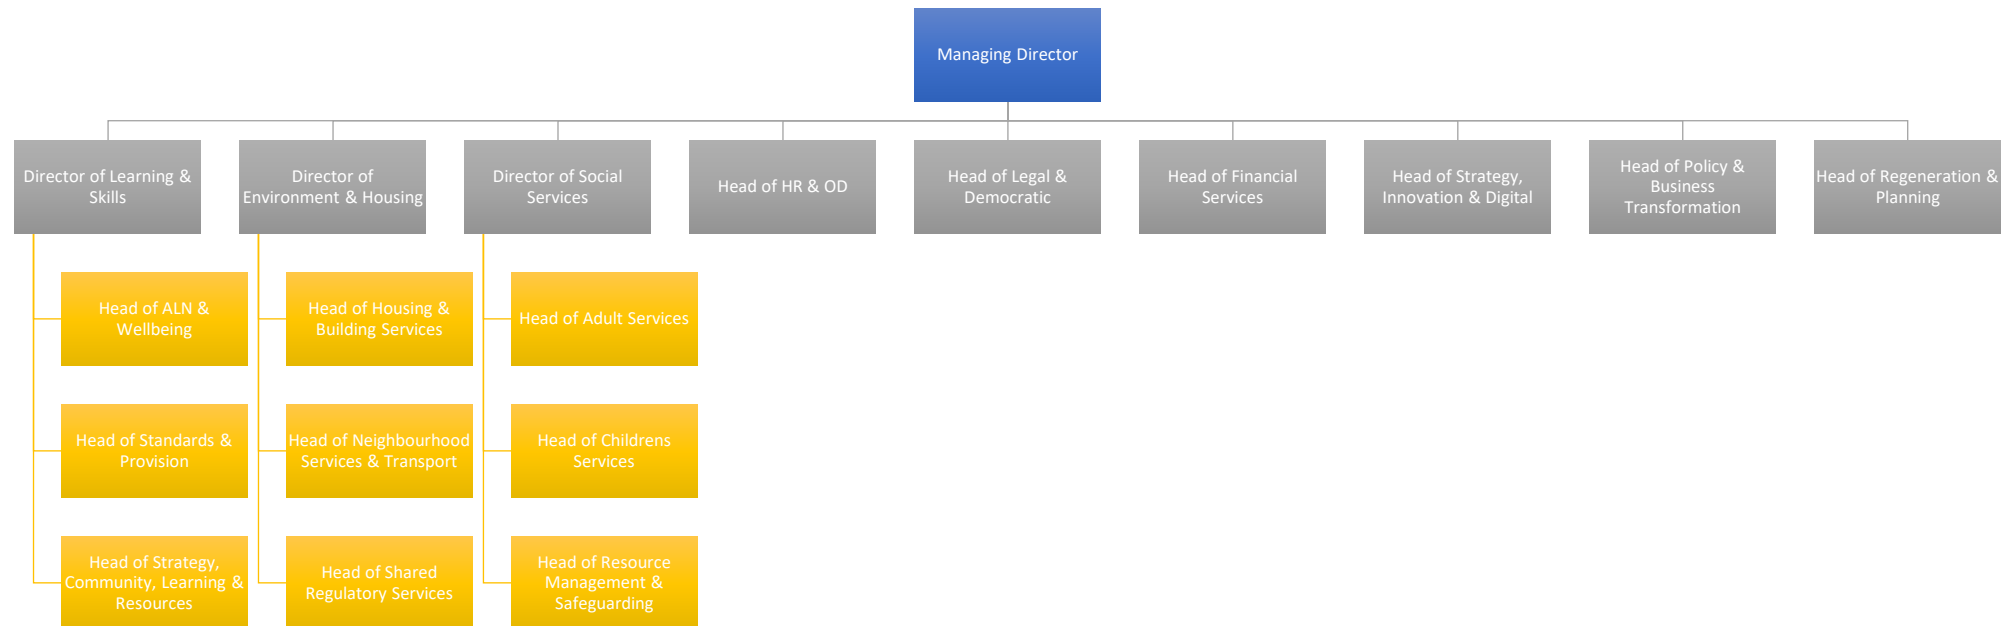 Managing Director
Director of Learning &
Skills
Director of
Environment & Housing
Director of Social
Services
Head of HR & OD
Head of Legal &
Democratic
Head of Financial
Services
Head of Strategy,
Innovation & Digital
Head of Policy &
Business
Transformation
Head of Regeneration &
Planning
Head of ALN &
Wellbeing
Head of Housing &
Building Services
Head of Adult Services
Head of Standards &
Provision
Head of Neighbourhood
Services & Transport
Head of Childrens
Services
Head of Strategy,
Community, Learning &
Resources
Head of Shared
Regulatory Services
Head of Resource
Management &
Safeguarding